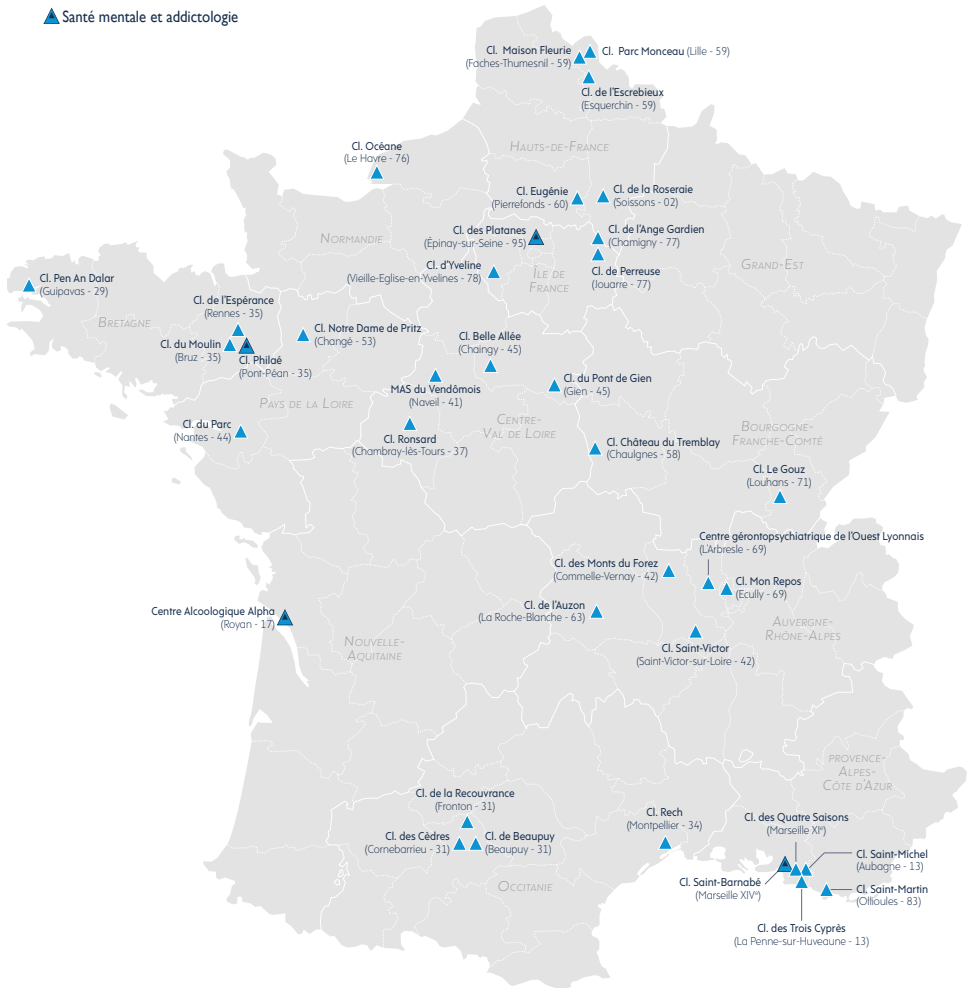 Santé mentale et addictologie
Cl. Maison Fleurie
(Faches-Thumesnil - 59)
Cl. Parc Monceau (Lille - 59)
Cl. de l'Escrebieux
(Esquerchin - 59)
HAUTS-DE-FRANCE
Cl. Océane
(Le Havre - 76)
Cl. Eugénie
(Pierrefonds - 60)
Cl. de la Roseraie
(Soissons - 02)
NORMANDIE
Cl. des Platanes
(Épinay-sur-Seine - 95)
Cl. de l'Ange Gardien
(Chamigny - 77)
Cl. d'Yveline
(Vieille-Eglise-en-Yvelines - 78)
ÎLE DE
FRANCE
Cl. de Perreuse
(Jouarre - 77)
GRAND-EST
Cl. Pen An Dalar
(Guipavas - 29)
BRETAGNE
Cl. de l'Espérance
(Rennes - 35)
Cl. du Moulin
(Bruz - 35)
Cl. Philaé
(Pont-Péan - 35)
Cl. Notre Dame de Pritz
(Changé - 53)
Cl. Belle Allée
(Chaingy - 45)
MAS du Vendômois
(Naveil - 41)
Cl. du Pont de Gien
(Gien - 45)
PAYS DE LA LOIRE
Cl. du Parc
(Nantes - 44)
Cl. Ronsard
(Chambray-lès-Tours - 37)
CENTRE-
VAL DE LOIRE
Cl. Château du Tremblay
(Chaulgnes - 58)
BOURGOGNE-
FRANCHE-COMTÉ
Cl. Le Gouz
(Louhans - 71)
Centre gérontopsychiatrique de l'Ouest Lyonnais
(L'Arbresle - 69)
Cl. des Monts du Forez
(Commelle-Vernay - 42)
Cl. Mon Repos
(Ecully - 69)
Centre Alcoologique Alpha
(Royan - 17)
Cl. de l'Auzon
(La Roche-Blanche - 63)
AUVERGNE-
RHÔNE-ALPES
NOUVELLE-
AQUITAINE
Cl. Saint-Victor
(Saint-Victor-sur-Loire - 42)
PROVENCE-
ALPES-
CÔTE D'AZUR
Cl. de la Recouvrance
(Fronton - 31)
Cl. des Cèdres
(Cornebarrieu - 31)
Cl. de Beaupuy
(Beaupuy - 31)
Cl. Rech
(Montpellier - 34)
Cl. des Quatre Saisons
(Marseille XIe)
Cl. Saint-Michel
(Aubagne - 13)
Cl. Saint-Barnabé
(Marseille XIVe)
Cl. Saint-Martin
(Ollioules - 83)
OCCITANIE
Cl. des Trois Cyprès
(La Penne-sur-Huveaune - 13)